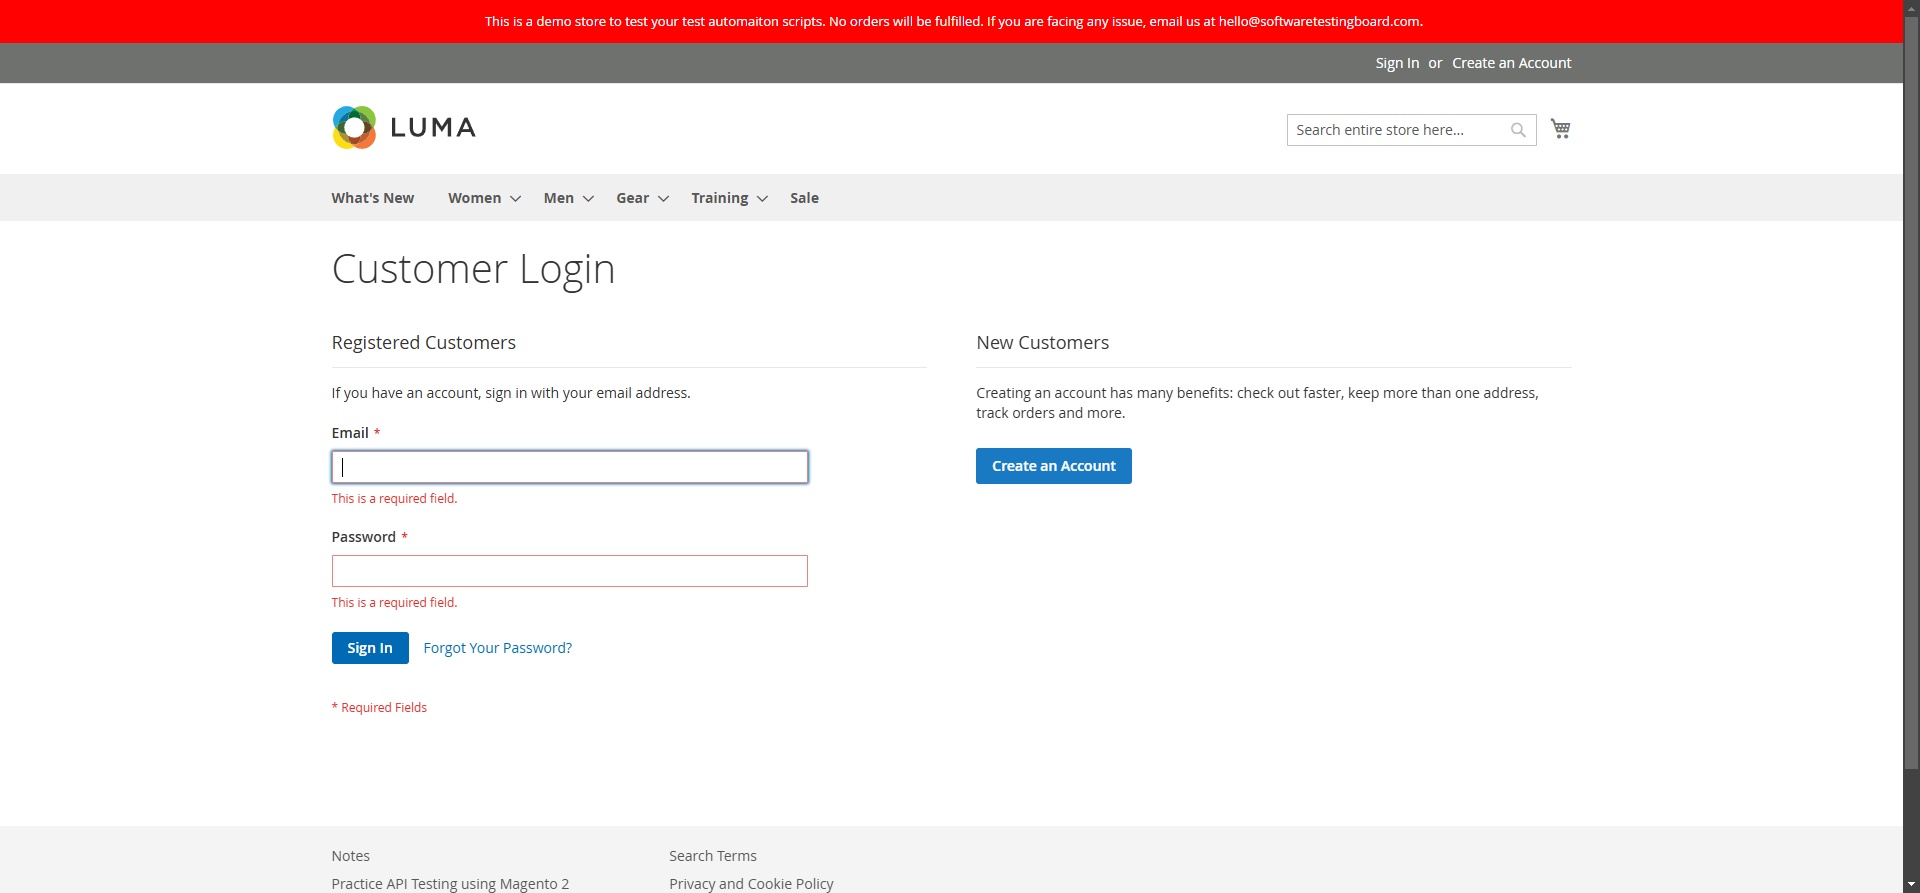 This is a demo store to test your test automaiton scripts. No orders will be fulfilled. If you are facing any issue, email us at hello@softwaretestingboard.com.
Sign In or Create an Account
LUMA
Search entire store here...
What's New Women Men Gear Training Sale
Customer Login
Registered Customers
If you have an account, sign in with your email address.
Email *
This is a required field.
Password *
This is a required field.
Sign In Forgot Your Password?
* Required Fields
New Customers
Creating an account has many benefits: check out faster, keep more than one address,
track orders and more.
Create an Account
Notes
Practice API Testing using Magento 2
Search Terms
Privacy and Cookie Policy